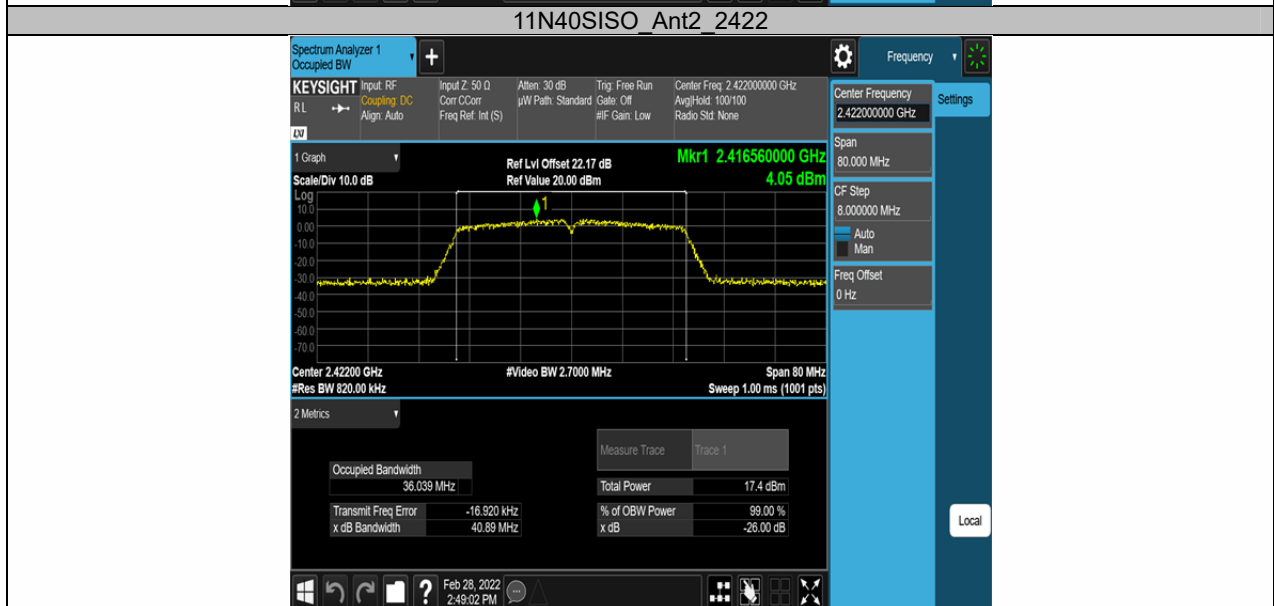 11N40SISO_Ant2_2422
Spectrum Analyzer 1
Occupied BW
+
Frequency
KEYSIGHT
RL
LXI
Input: RF
Coupling: DC
Align: Auto
Input Z: 50 Ω
Corr CCorr
Freq Ref: Int (S)
Atten: 30 dB
µW Path: Standard
Trig: Free Run
Gate: Off
#IF Gain: Low
Center Freq: 2.422000000 GHz
Avg|Hold: 100/100
Radio Std: None
Center Frequency
2.422000000 GHz
Settings
Span
80.000 MHz
CF Step
8.000000 MHz
Auto
Man
Freq Offset
0 Hz
1 Graph
Scale/Div 10.0 dB
Ref Lvl Offset 22.17 dB
Ref Value 20.00 dBm
Mkr1 2.416560000 GHz
4.05 dBm
Log
10.0
0.00
-10.0
-20.0
-30.0
-40.0
-50.0
-60.0
-70.0
1
Center 2.42200 GHz
#Video BW 2.7000 MHz
Span 80 MHz
#Res BW 820.00 kHz
Sweep 1.00 ms (1001 pts)
2 Metrics
Measure Trace Trace 1
Occupied Bandwidth
36.039 MHz
Total Power 17.4 dBm
Transmit Freq Error -16.920 kHz
% of OBW Power 99.00 %
x dB Bandwidth 40.89 MHz
x dB -26.00 dB
Local
?
Feb 28, 2022
2:49:02 PM